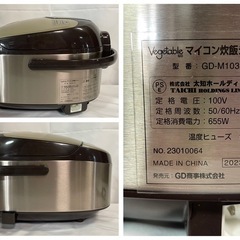 Vegetable マイコン炊飯
型番: GD-M103
株式会社 太知ホールディ
TAICHI HOLDINGS LIM
定格電圧: 100V
定格周波数: 50/60Hz
定格消費電力: 655W
温度ヒューズ
NO. 23010064
MADE IN CHINA
2023
発売元: GD商事株式会社